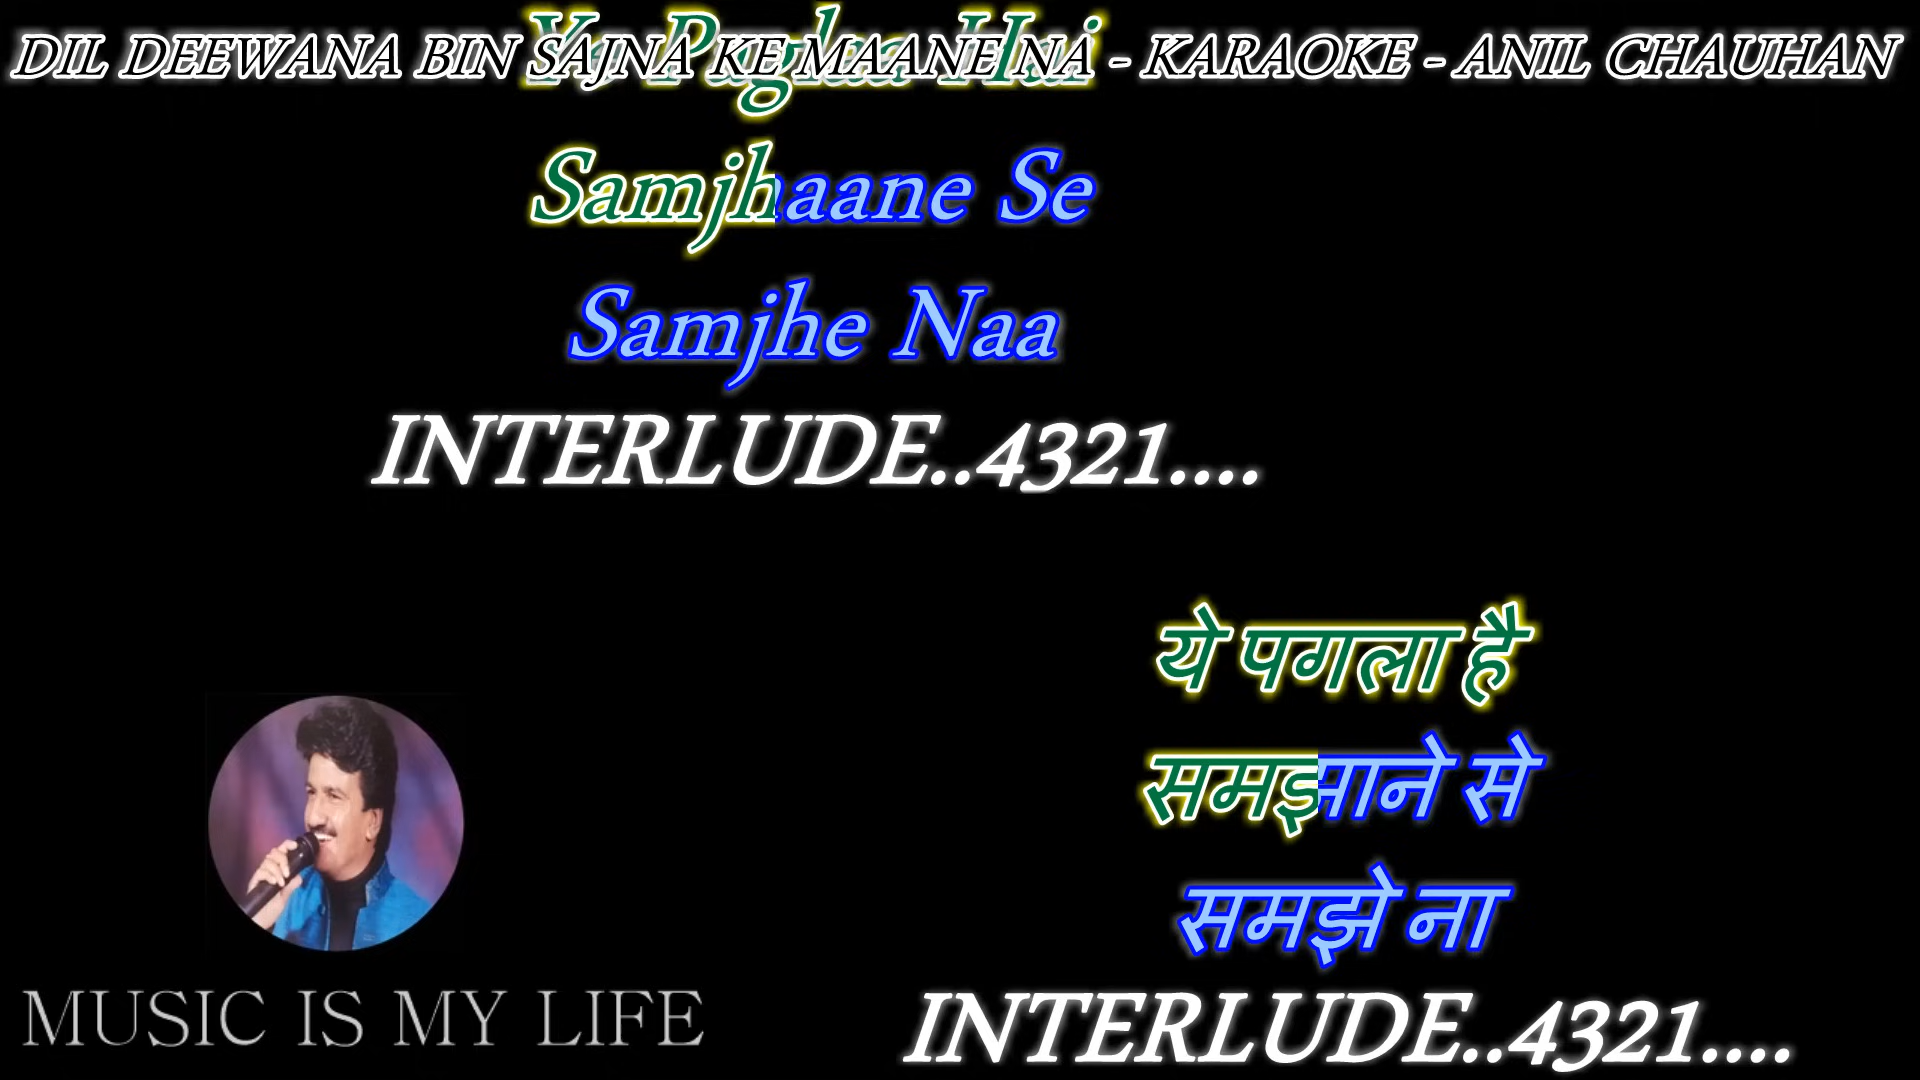 DIL DEEWANA BIN SAJNA KE MAANE NA - KARAOKE - ANIL CHAUHAN
Ye Paglaa Hai
Samjhaane Se
Samjhe Naa
INTERLUDE..4321....
ये पगला है
समझाने से
समझे ना
INTERLUDE..4321....
MUSIC IS MY LIFE